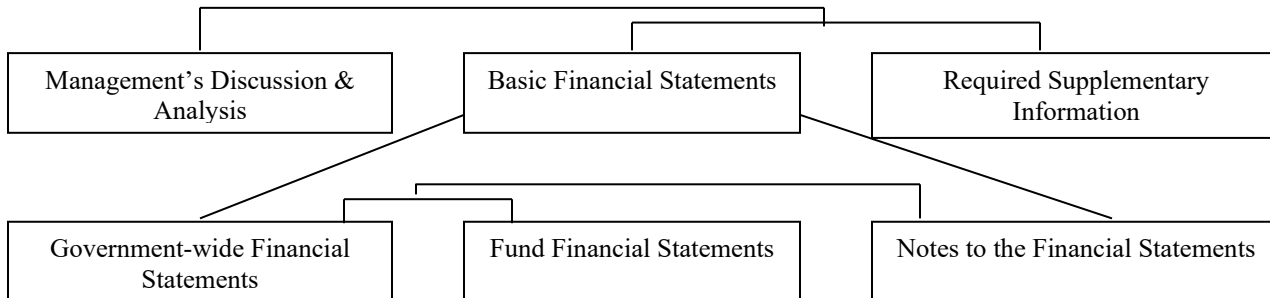 Management’s Discussion &
Analysis
Basic Financial Statements
Required Supplementary
Information
Government-wide Financial
Statements
Fund Financial Statements
Notes to the Financial Statements